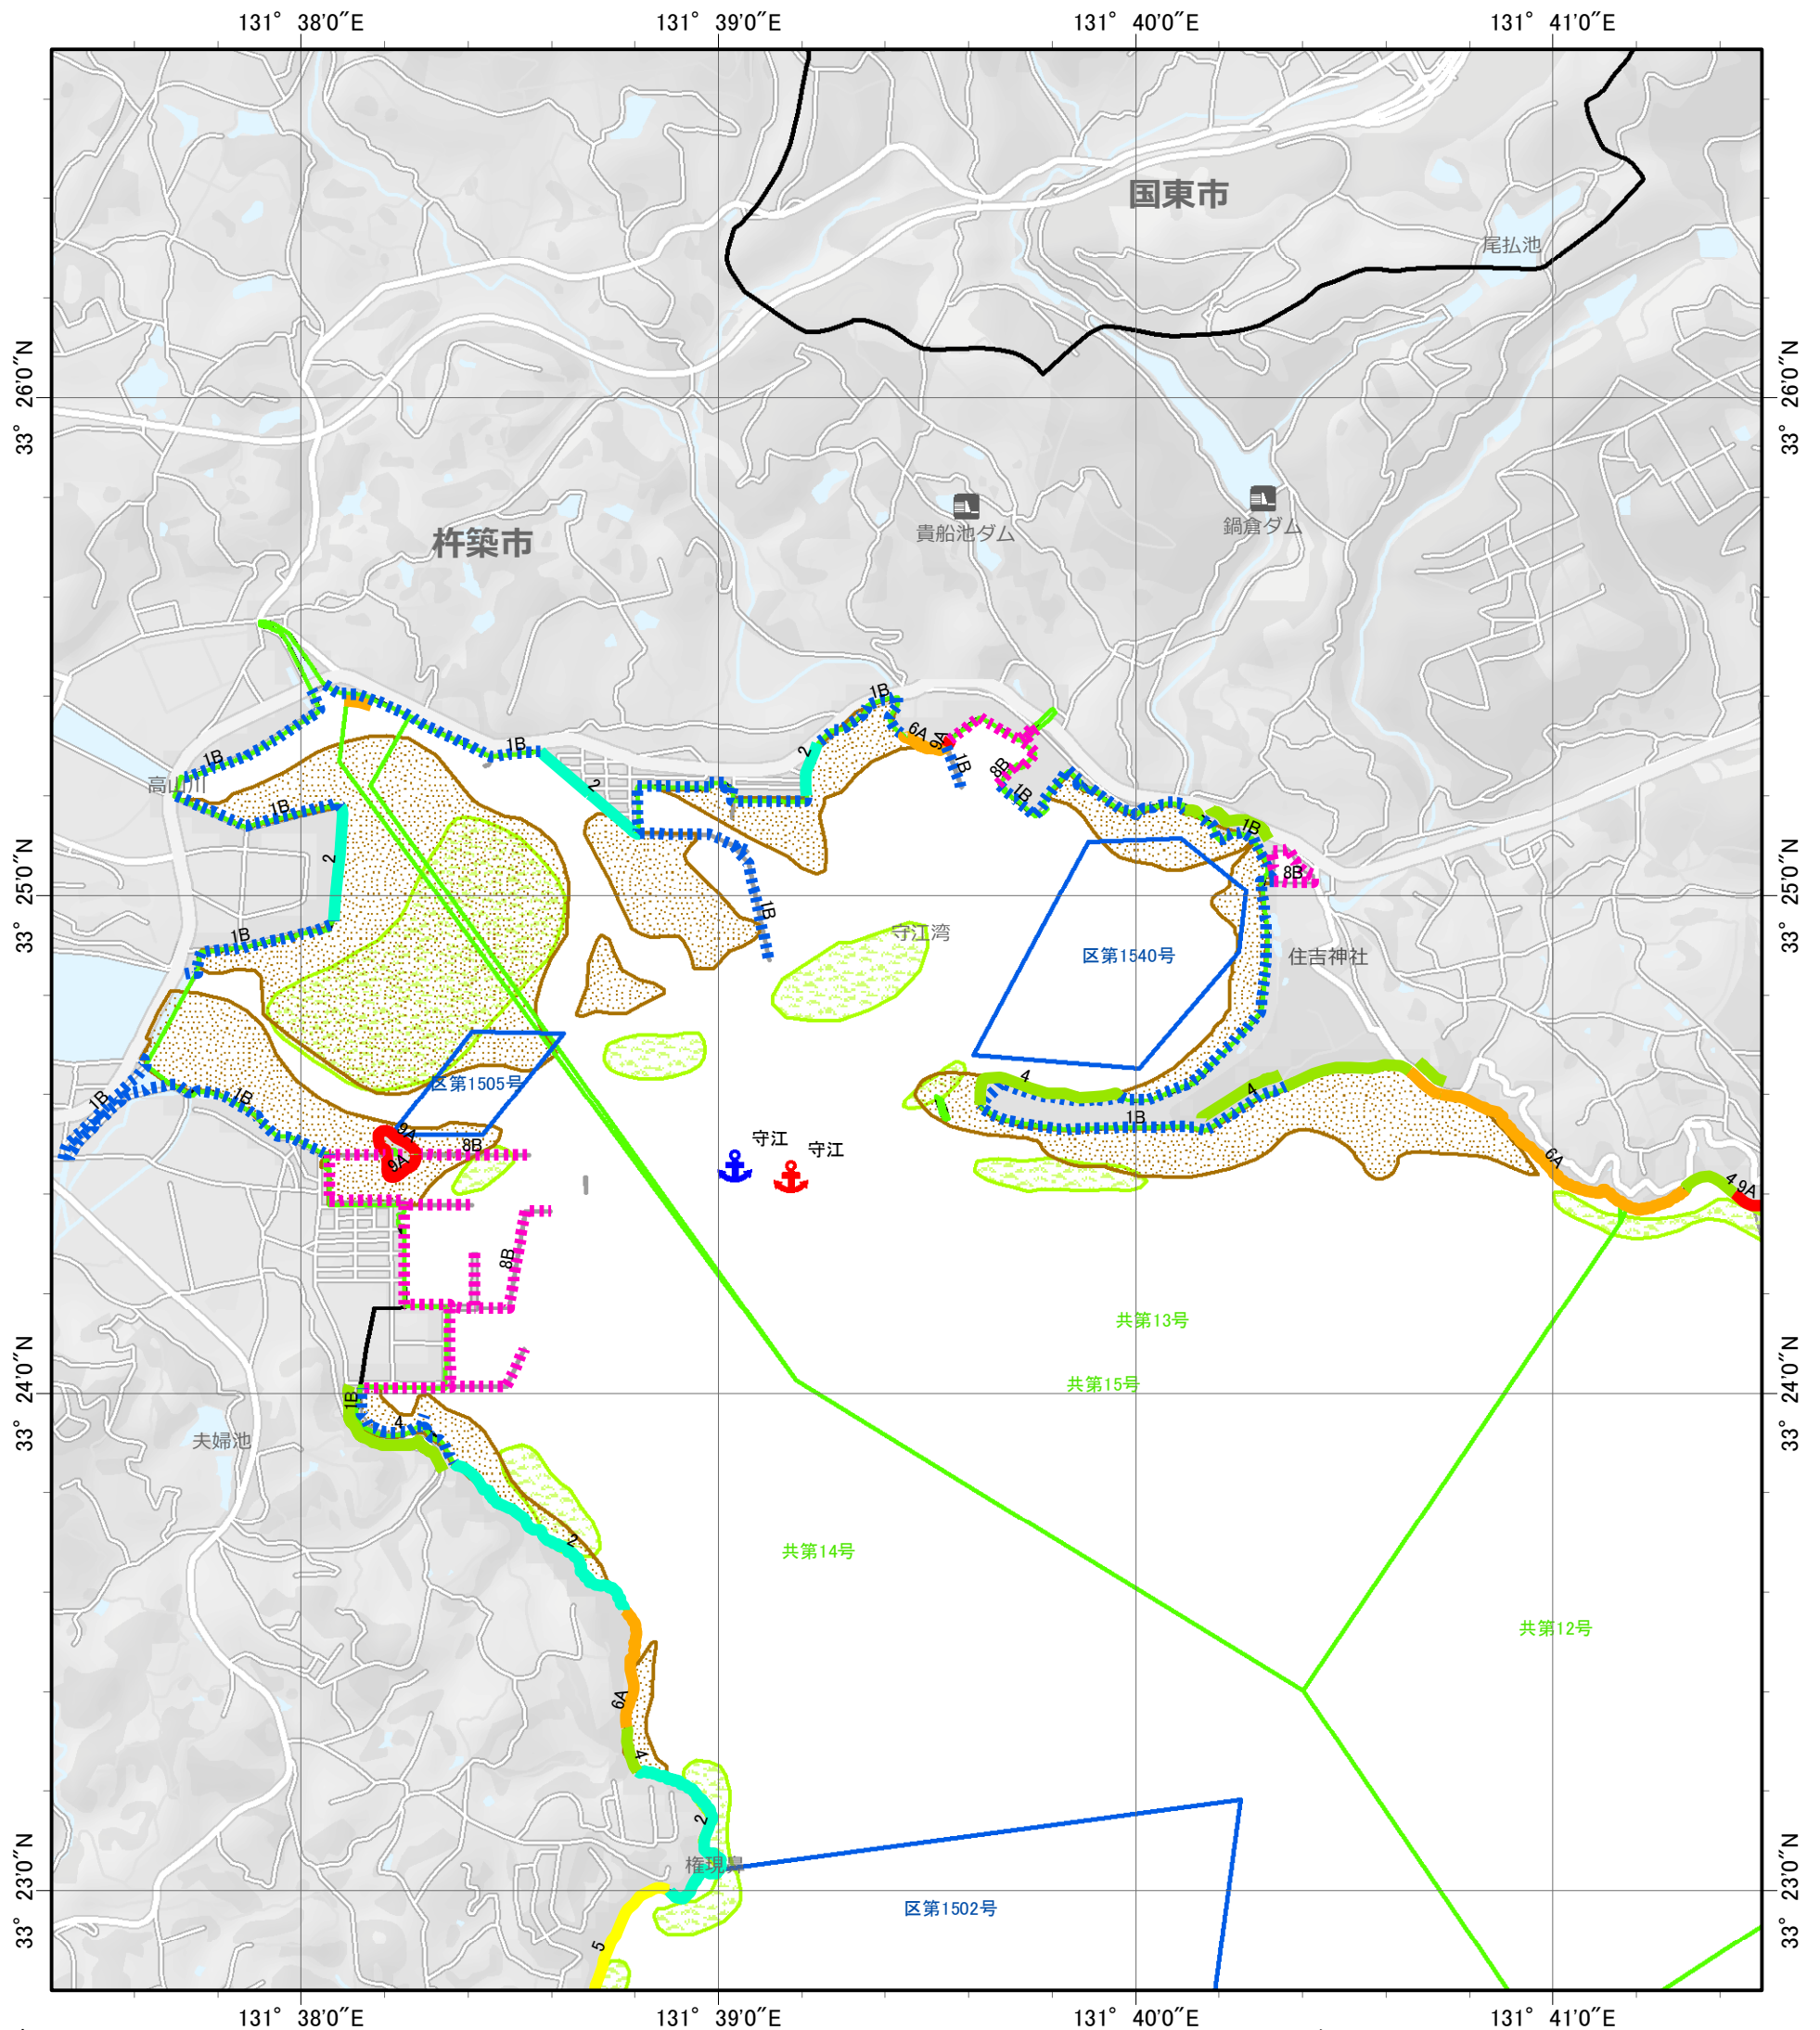 131° 38'0"E
131° 39'0"E
131° 40'0"E
131° 41'0"E
国東市
尾払池
33° 26'0"N
33° 26'0"N
杵築市
貴船池ダム
鍋倉ダム
1B
6A
9A
1B
1B
2
1B
8B
高山川
2
1B
1B
1B
2
8B
33° 25'0"N
33° 25'0"N
1B
1B
守江湾
区第1540号
住吉神社
区第1505号
4
4
1B
1B
1B
9A
8B
9A
守江
守江
6A
4
9A
8B
共第13号
共第15号
33° 24'0"N
33° 24'0"N
1B
4
夫婦池
2
共第14号
共第12号
6A
4
2
権現鼻
33° 23'0"N
33° 23'0"N
区第1502号
5
131° 38'0"E
131° 39'0"E
131° 40'0"E
131° 41'0"E